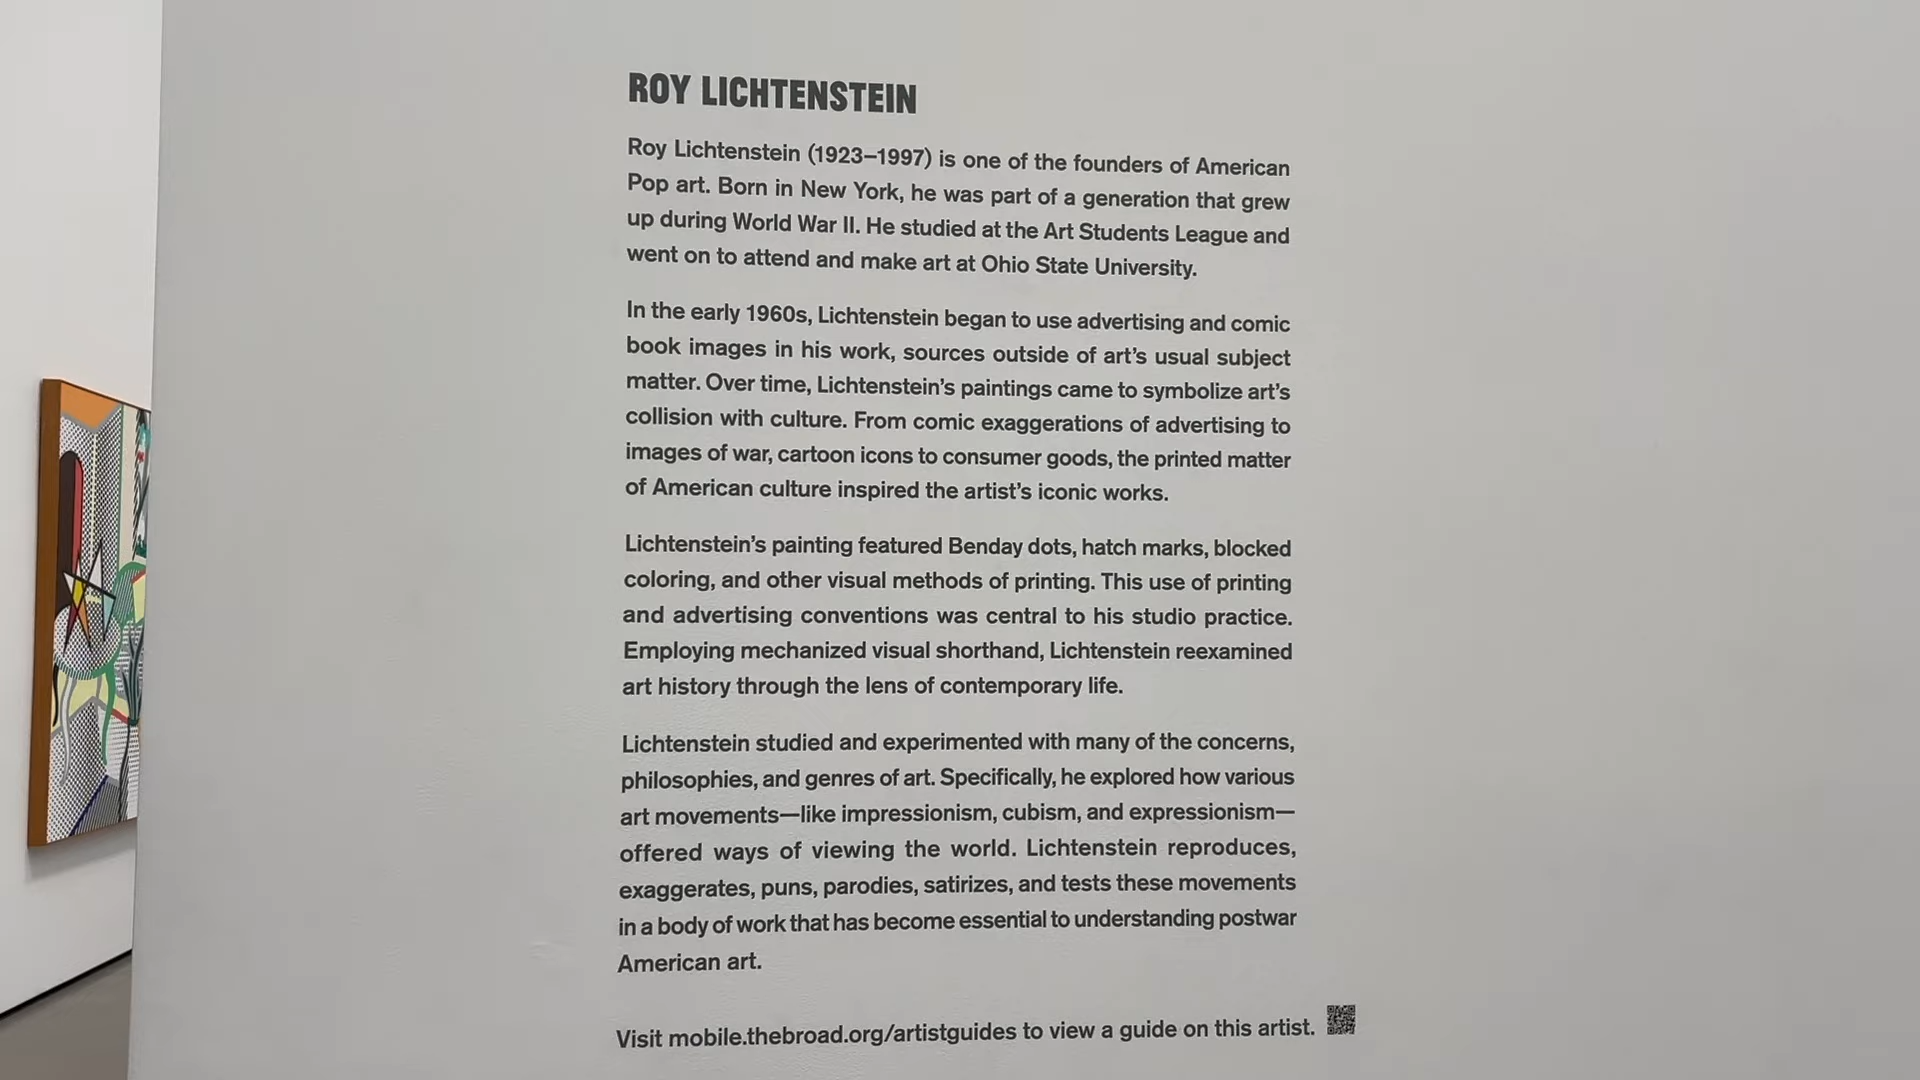 ROY LICHTENSTEIN
Roy Lichtenstein (1923–1997) is one of the founders of American
Pop art. Born in New York, he was part of a generation that grew
up during World War II. He studied at the Art Students League and
went on to attend and make art at Ohio State University.
In the early 1960s, Lichtenstein began to use advertising and comic
book images in his work, sources outside of art’s usual subject
matter. Over time, Lichtenstein’s paintings came to symbolize art’s
collision with culture. From comic exaggerations of advertising to
images of war, cartoon icons to consumer goods, the printed matter
of American culture inspired the artist’s iconic works.
Lichtenstein’s painting featured Benday dots, hatch marks, blocked
coloring, and other visual methods of printing. This use of printing
and advertising conventions was central to his studio practice.
Employing mechanized visual shorthand, Lichtenstein reexamined
art history through the lens of contemporary life.
Lichtenstein studied and experimented with many of the concerns,
philosophies, and genres of art. Specifically, he explored how various
art movements—like impressionism, cubism, and expressionism—
offered ways of viewing the world. Lichtenstein reproduces,
exaggerates, puns, parodies, satirizes, and tests these movements
in a body of work that has become essential to understanding postwar
American art.
Visit mobile.thebroad.org/artistguides to view a guide on this artist.